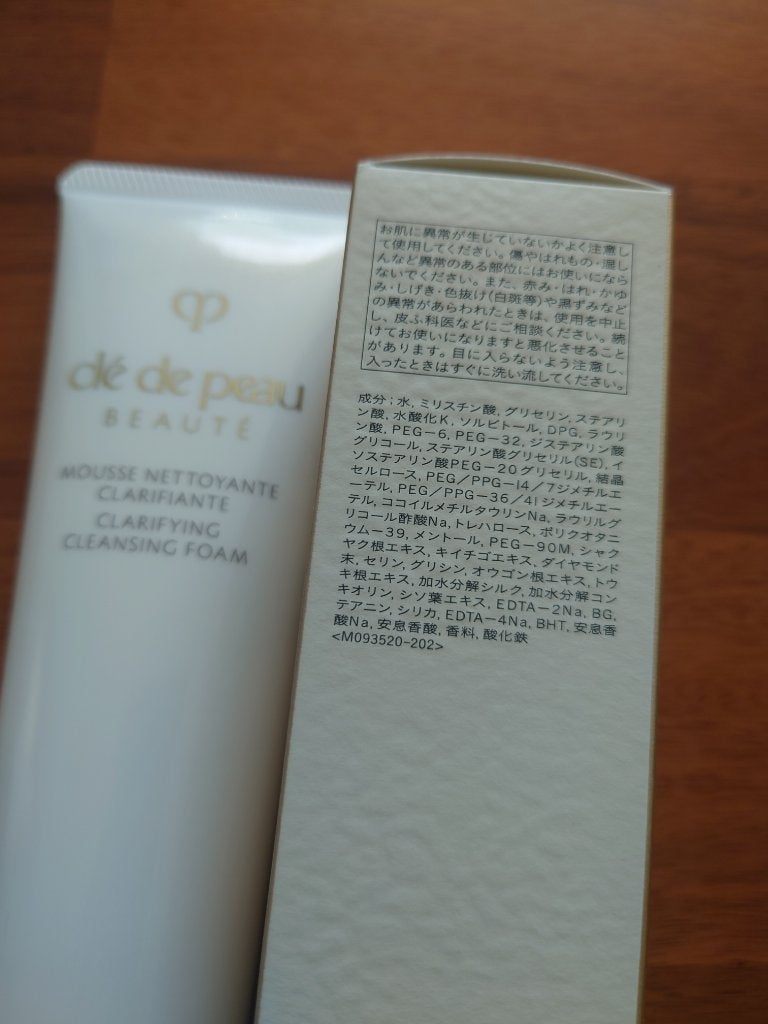 clé de peau
BEAUTÉ
MOUSSE NETTOYANTE
CLARIFIANTE
CLARIFYING
CLEANSING FOAM
お肌に異常が生じていないかよく注意し
て使用してください。傷やはれもの・湿し
んなど異常のある部位にはお使いになら
ないでください。また、赤み・はれ・かゆ
み・しげき・色抜け(白斑等)や黒ずみなど
の異常があらわれたときは、使用を中止
し、皮ふ科医などにご相談ください。続
けてお使いになりますと悪化させること
があります。目に入らないよう注意し、
入ったときはすぐに洗い流してください。
成分:水, ミリスチン酸, グリセリン, ステアリ
ン酸, 水酸化K, ソルビトール, DPG, ラウリ
ン酸, PEG-6, PEG-32, ジステアリン酸
グリコール, ステアリン酸グリセリル(SE), イ
ソステアリン酸PEG-20グリセリル, 結晶
セルロース, PEG/PPG-14/7ジメチルエ
ーテル, PEG/PPG-36/41ジメチルエー
テル, ココイルメチルタウリンNa, ラウリルグ
リコール酢酸Na, トレハロース, ポリクオタニ
ウム-39, メントール, PEG-90M, シャク
ヤク根エキス, キイチゴエキス, ダイヤモンド
末, セリン, グリシン, オウゴン根エキス, トウ
キ根エキス, 加水分解シルク, 加水分解コン
キオリン, シソ葉エキス, EDTA-2Na, BG,
テアニン, シリカ, EDTA-4Na, BHT, 安息香
酸Na, 安息香酸, 香料, 酸化鉄
<M093520-202>